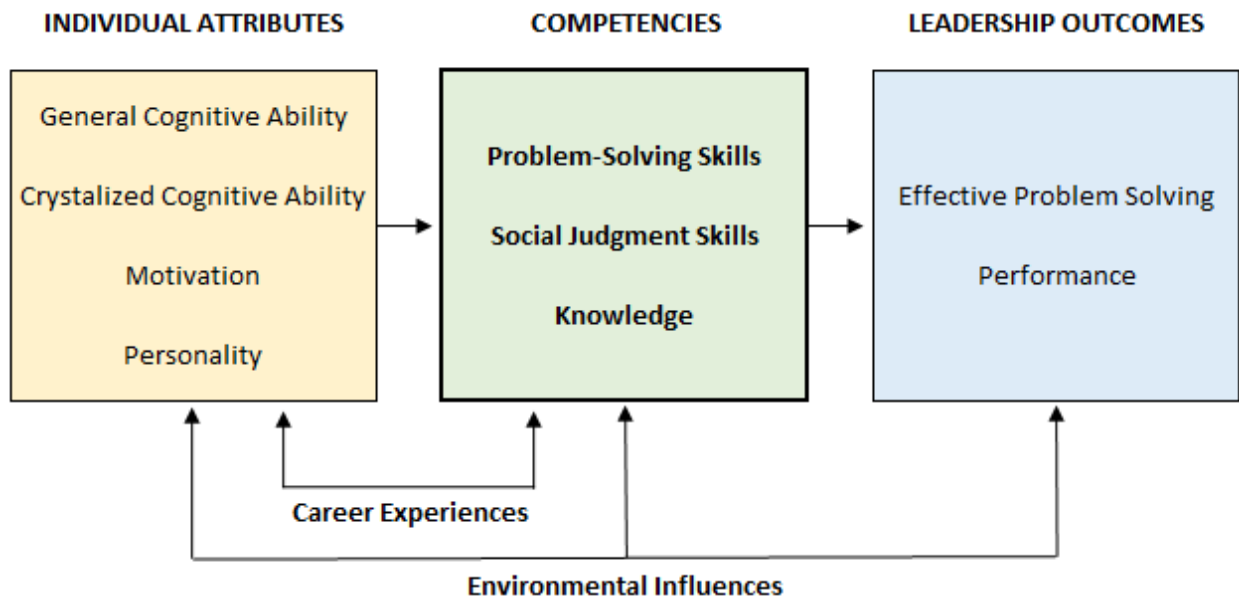 INDIVIDUAL ATTRIBUTES
COMPETENCIES
LEADERSHIP OUTCOMES
General Cognitive Ability
Crystalized Cognitive Ability
Motivation
Personality
Problem-Solving Skills
Social Judgment Skills
Knowledge
Effective Problem Solving
Performance
Career Experiences
Environmental Influences